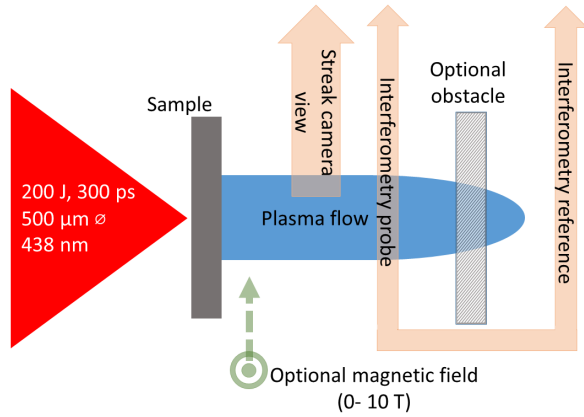 Sample
200 J, 300 ps
500 µm ⌀
438 nm
Plasma flow
Streak camera
view
Interferometry probe
Optional
obstacle
Interferometry reference
Optional magnetic field
(0- 10 T)